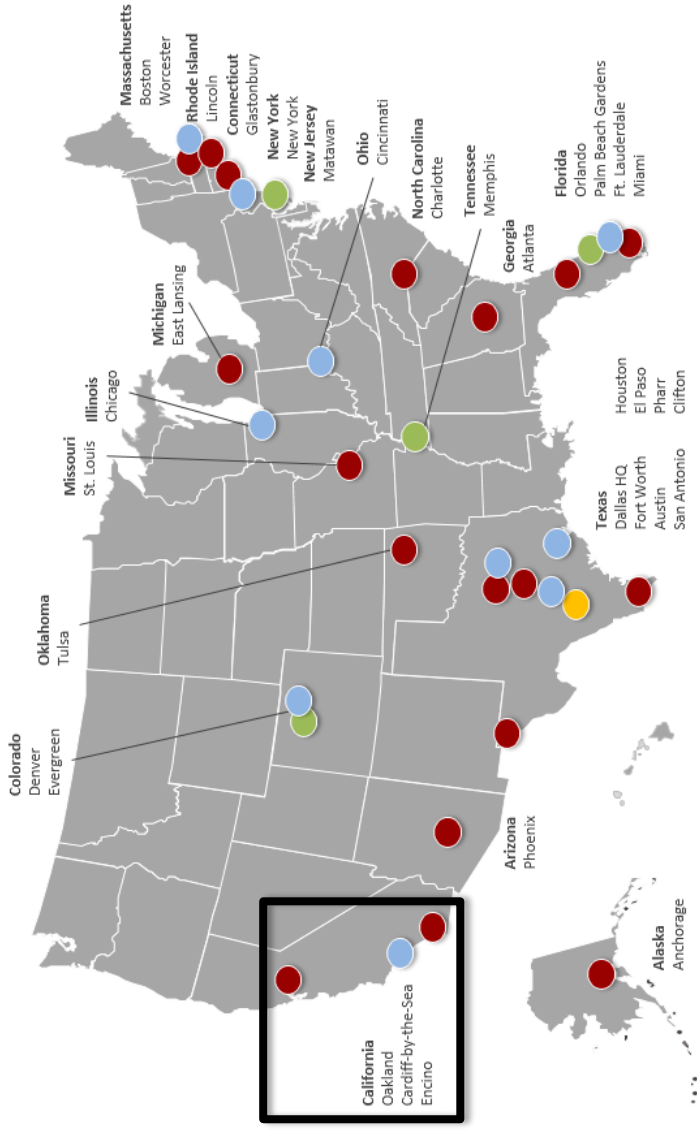 Colorado
Denver
Evergreen
Oklahoma
Tulsa
Missouri
St. Louis
Illinois
Chicago
Michigan
East Lansing
Massachusetts
Boston
Worcester
Rhode Island
Lincoln
Connecticut
Glastonbury
New York
New York
New Jersey
Matawan
Ohio
Cincinnati
North Carolina
Charlotte
Tennessee
Memphis
Georgia
Atlanta
Florida
Orlando
Palm Beach Gardens
Ft. Lauderdale
Miami
California
Oakland
Cardiff-by-the-Sea
Encino
Arizona
Phoenix
Alaska
Anchorage
Texas
Dallas HQ
Fort Worth
Austin
San Antonio
Houston
El Paso
Pharr
Clifton